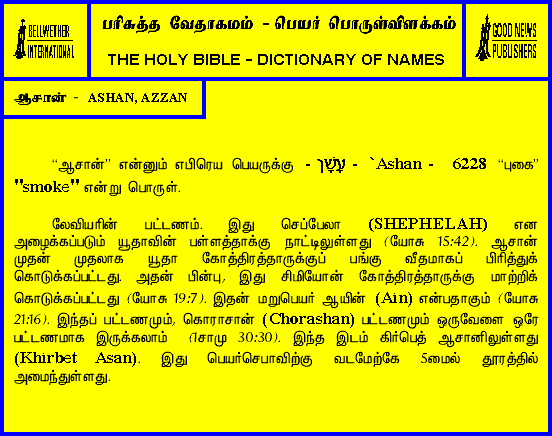 BELLWETHER
INTERNATIONAL
பரிசுத்த வேதாகமம் - பெயர் பொருள்விளக்கம்
THE HOLY BIBLE - DICTIONARY OF NAMES
GOOD NEWS
PUBLISHERS
ஆசான் - ASHAN, AZZAN
“ஆசான்” என்னும் எபிரெய பெயருக்கு - עָשָׁן - `Ashan - 6228 “புகை”
"smoke" என்று பொருள்.
லேவியரின் பட்டணம். இது செப்பேலா (SHEPHELAH) என
அழைக்கப்படும் யூதாவின் பள்ளத்தாக்கு நாட்டிலுள்ளது (யோசு 15:42). ஆசான்
முதன் முதலாக யூதா கோத்திரத்தாருக்குப் பங்கு வீதமாகப் பிரித்துக்
கொடுக்கப்பட்டது. அதன் பின்பு, இது சிமியோன் கோத்திரத்தாருக்கு மாற்றிக்
கொடுக்கப்பட்டது (யோசு 19:7). இதன் மறுபெயர் ஆயின் (Ain) என்பதாகும் (யோசு
21:16). இந்தப் பட்டணமும், கொராசான் (Chorashan) பட்டணமும் ஒருவேளை ஒரே
பட்டணமாக இருக்கலாம் (1சாமு 30:30). இந்த இடம் கிர்பெத் ஆசானிலுள்ளது
(Khirbet Asan). இது பெயர்செபாவிற்கு வடமேற்கே 5மைல் தூரத்தில்
அமைந்துள்ளது.